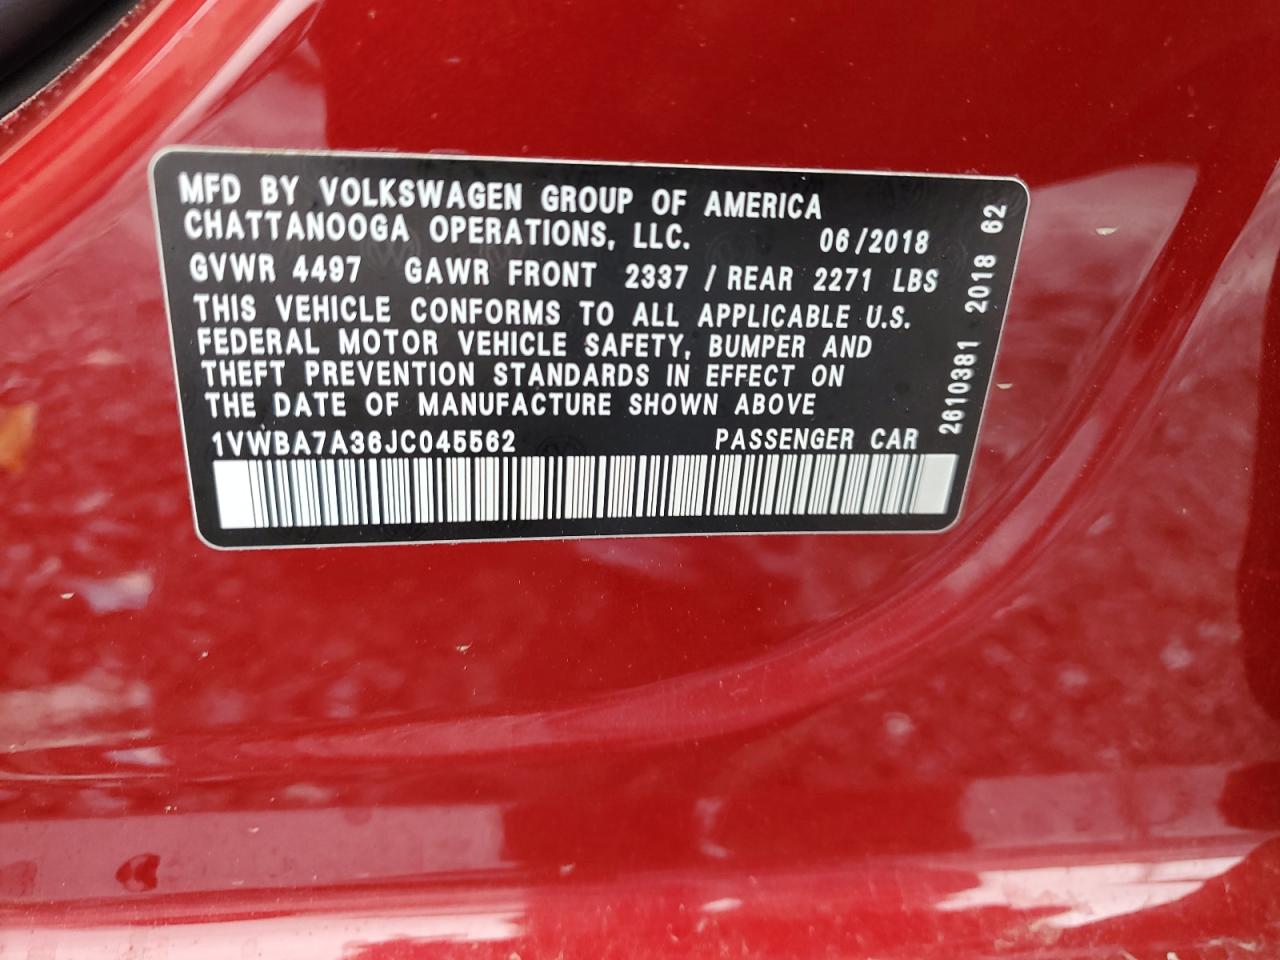 MFD BY VOLKSWAGEN GROUP OF AMERICA
CHATTANOOGA OPERATIONS, LLC. 06/2018
GVWR 4497 GAWR FRONT 2337 / REAR 2271 LBS
THIS VEHICLE CONFORMS TO ALL APPLICABLE U.S.
FEDERAL MOTOR VEHICLE SAFETY, BUMPER AND
THEFT PREVENTION STANDARDS IN EFFECT ON
THE DATE OF MANUFACTURE SHOWN ABOVE
1VWBA7A36JC045562 PASSENGER CAR
2610381 2018 62